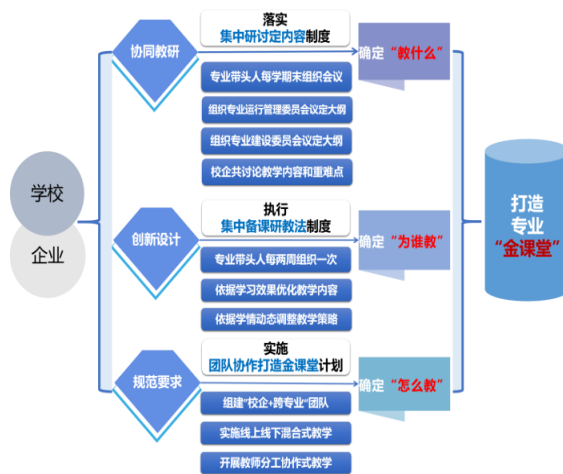 学校
企业
协同教研
落实
集中研讨定内容制度
专业带头人每学期末组织会议
组织专业运行管理委员会议定大纲
组织专业建设委员会议定大纲
校企共讨论教学内容和重难点
确定“教什么”
创新设计
执行
集中备课研教法制度
专业带头人每两周组织一次
依据学习效果优化教学内容
依据学情动态调整教学策略
确定“为谁教”
规范要求
实施
团队协作打造金课堂计划
组建“校企+跨专业”团队
实施线上线下混合式教学
开展教师分工协作式教学
确定“怎么教”
打造
专业
“金课堂”